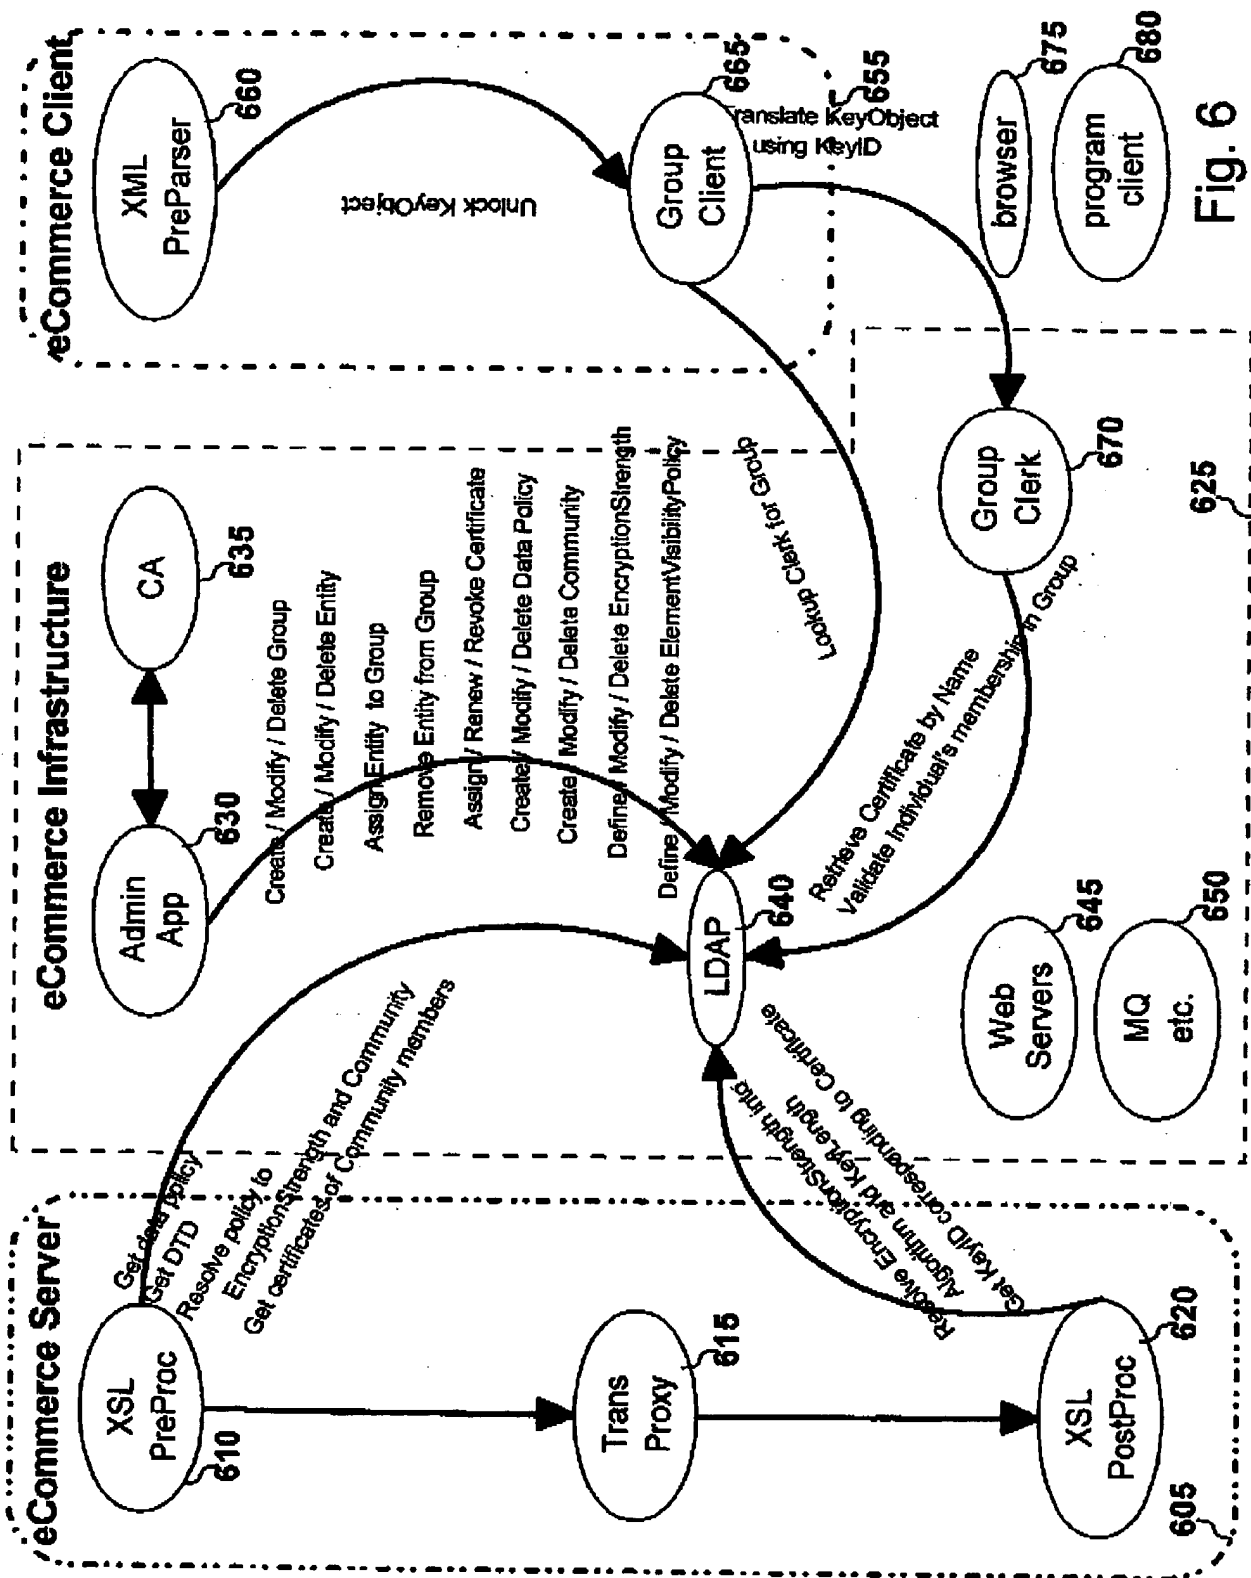 eCommerce Server
XSL
PreProc
610
Get data policy
Get DTD
Resolve policy to
EncryptionStrength and Community
Get certificates of Community members
Trans
Proxy
615
XSL
PostProc
620
605
Resolve EncryptionStrength into
Algorithm and KeyLength
Get KeyID corresponding to Certificate
eCommerce Infrastructure
Admin
App
630
CA
635
Create / Modify / Delete Group
Create / Modify / Delete Entity
Assign Entity to Group
Remove Entity from Group
Assign / Renew / Revoke Certificate
Create / Modify / Delete Data Policy
Create / Modify / Delete Community
Define / Modify / Delete EncryptionStrength
Define / Modify / Delete ElementVisibilityPolicy
LDAP
640
Lookup Clerk for Group
Retrieve Certificate by Name
Validate Individual's membership in Group
Web
Servers
645
MQ
etc.
650
Group
Clerk
670
625
eCommerce Client
XML
PreParser
660
Unlock KeyObject
Group
Client
665
655
Translate KeyObject
using KeyID
browser
675
program
client
680
Fig. 6